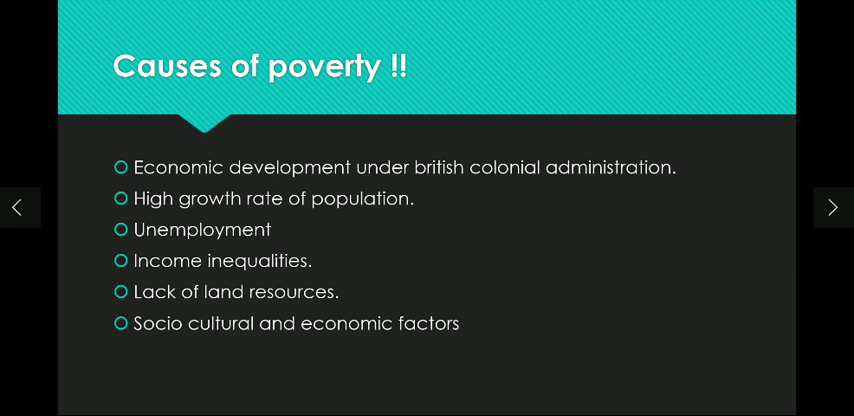 Causes of poverty !!
Economic development under british colonial administration.
High growth rate of population.
Unemployment
Income inequalities.
Lack of land resources.
Socio cultural and economic factors